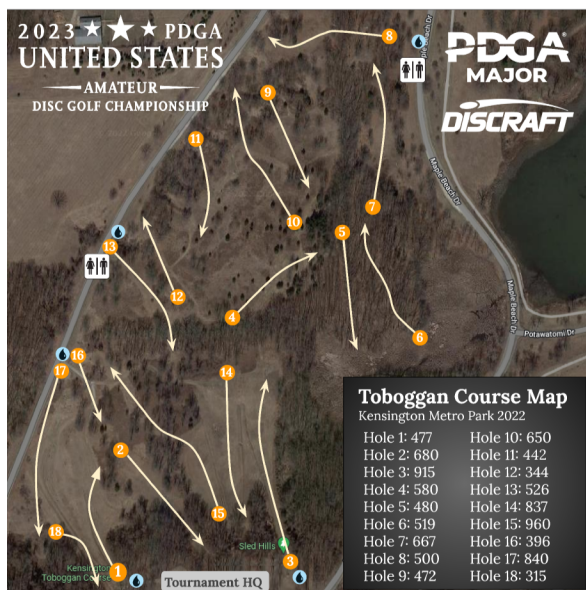 2023 PDGA
UNITED STATES
AMATEUR
DISC GOLF CHAMPIONSHIP
PDGA
MAJOR
DISCRAFT
8
9
11
10
7
5
13
12
4
6
16
17
14
2
15
18
3
1
Maple Beach Dr
Maple Beach Dr
Potawatomi Dr
Sled Hills
Kensington
Toboggan Course
Tournament HQ
Toboggan Course Map
Kensington Metro Park 2022
Hole 1: 477
Hole 2: 680
Hole 3: 915
Hole 4: 580
Hole 5: 480
Hole 6: 519
Hole 7: 667
Hole 8: 500
Hole 9: 472
Hole 10: 650
Hole 11: 442
Hole 12: 344
Hole 13: 526
Hole 14: 837
Hole 15: 960
Hole 16: 396
Hole 17: 840
Hole 18: 315